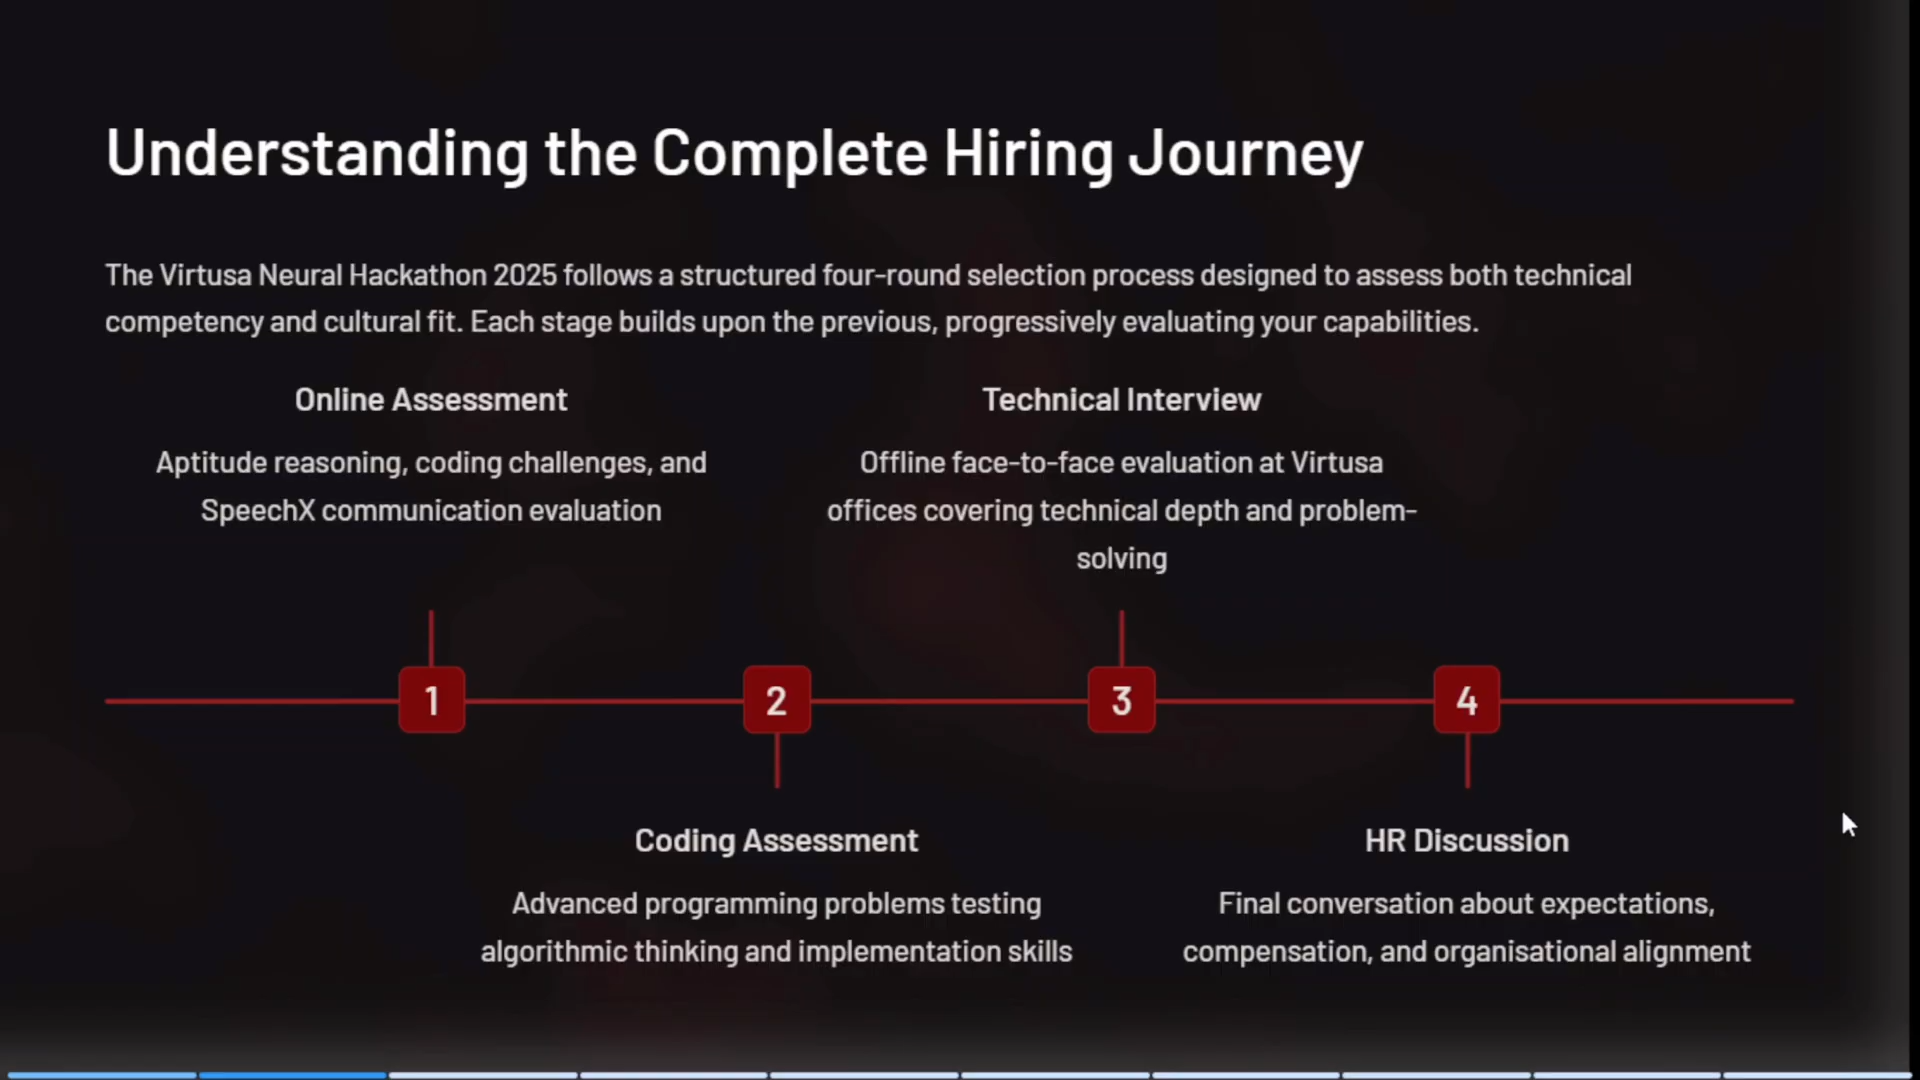 Understanding the Complete Hiring Journey
The Virtusa Neural Hackathon 2025 follows a structured four-round selection process designed to assess both technical
competency and cultural fit. Each stage builds upon the previous, progressively evaluating your capabilities.
Online Assessment
Aptitude reasoning, coding challenges, and
SpeechX communication evaluation
Technical Interview
Offline face-to-face evaluation at Virtusa
offices covering technical depth and problem-
solving
1
2
3
4
Coding Assessment
Advanced programming problems testing
algorithmic thinking and implementation skills
HR Discussion
Final conversation about expectations,
compensation, and organisational alignment